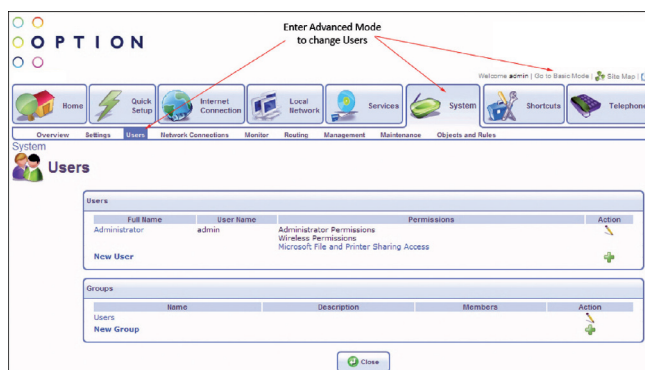 Enter Advanced Mode
to change Users
OPTION
Welcome admin | Go to Basic Mode | Site Map |
Home
Quick Setup
Internet Connection
Local Network
Services
System
Shortcuts
Telephone
Overview Settings Users Network Connections Monitor Routing Management Maintenance Objects and Rules
System
Users
Users
Full Name User Name Permissions Action
Administrator admin Administrator Permissions
Wireless Permissions
Microsoft File and Printer Sharing Access
New User
Groups
Name Description Members Action
Users
New Group
Close